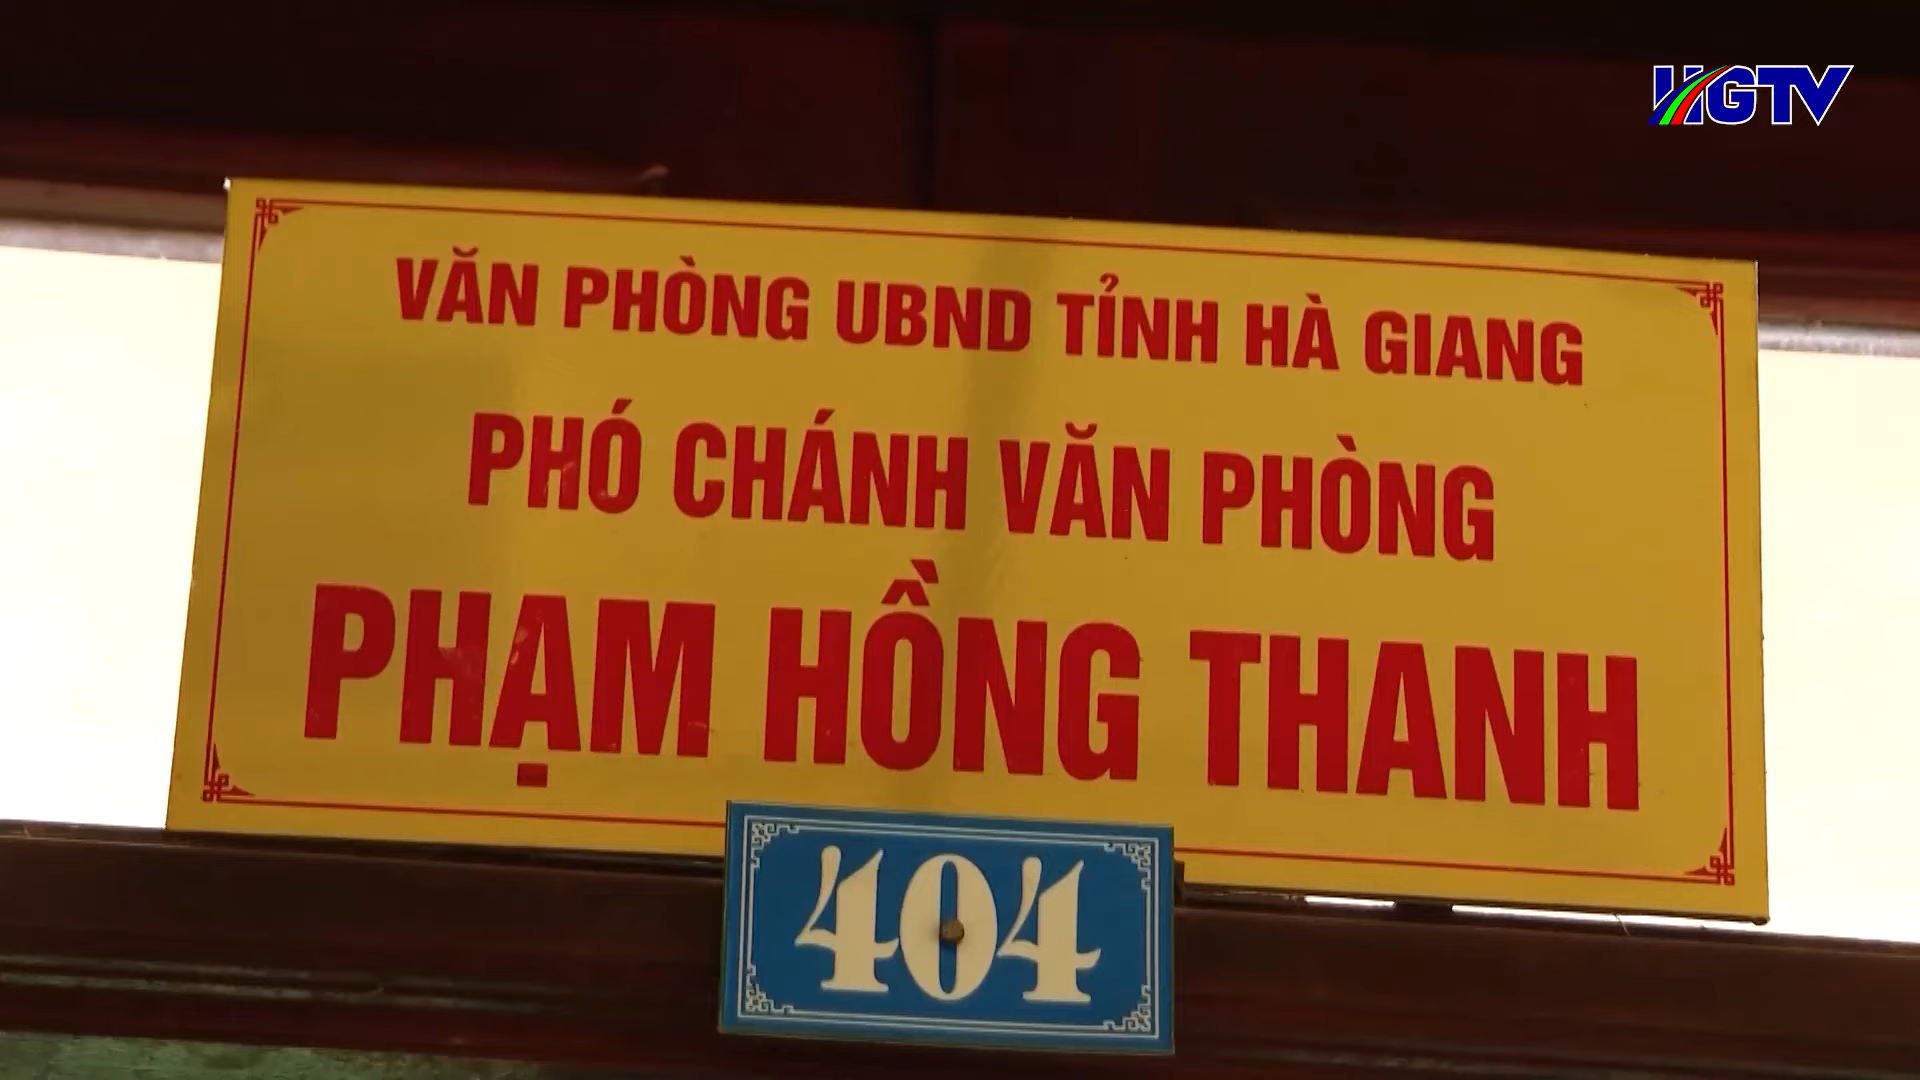 HGTV
VĂN PHÒNG UBND TỈNH HÀ GIANG
PHÓ CHÁNH VĂN PHÒNG
PHẠM HỒNG THANH
404